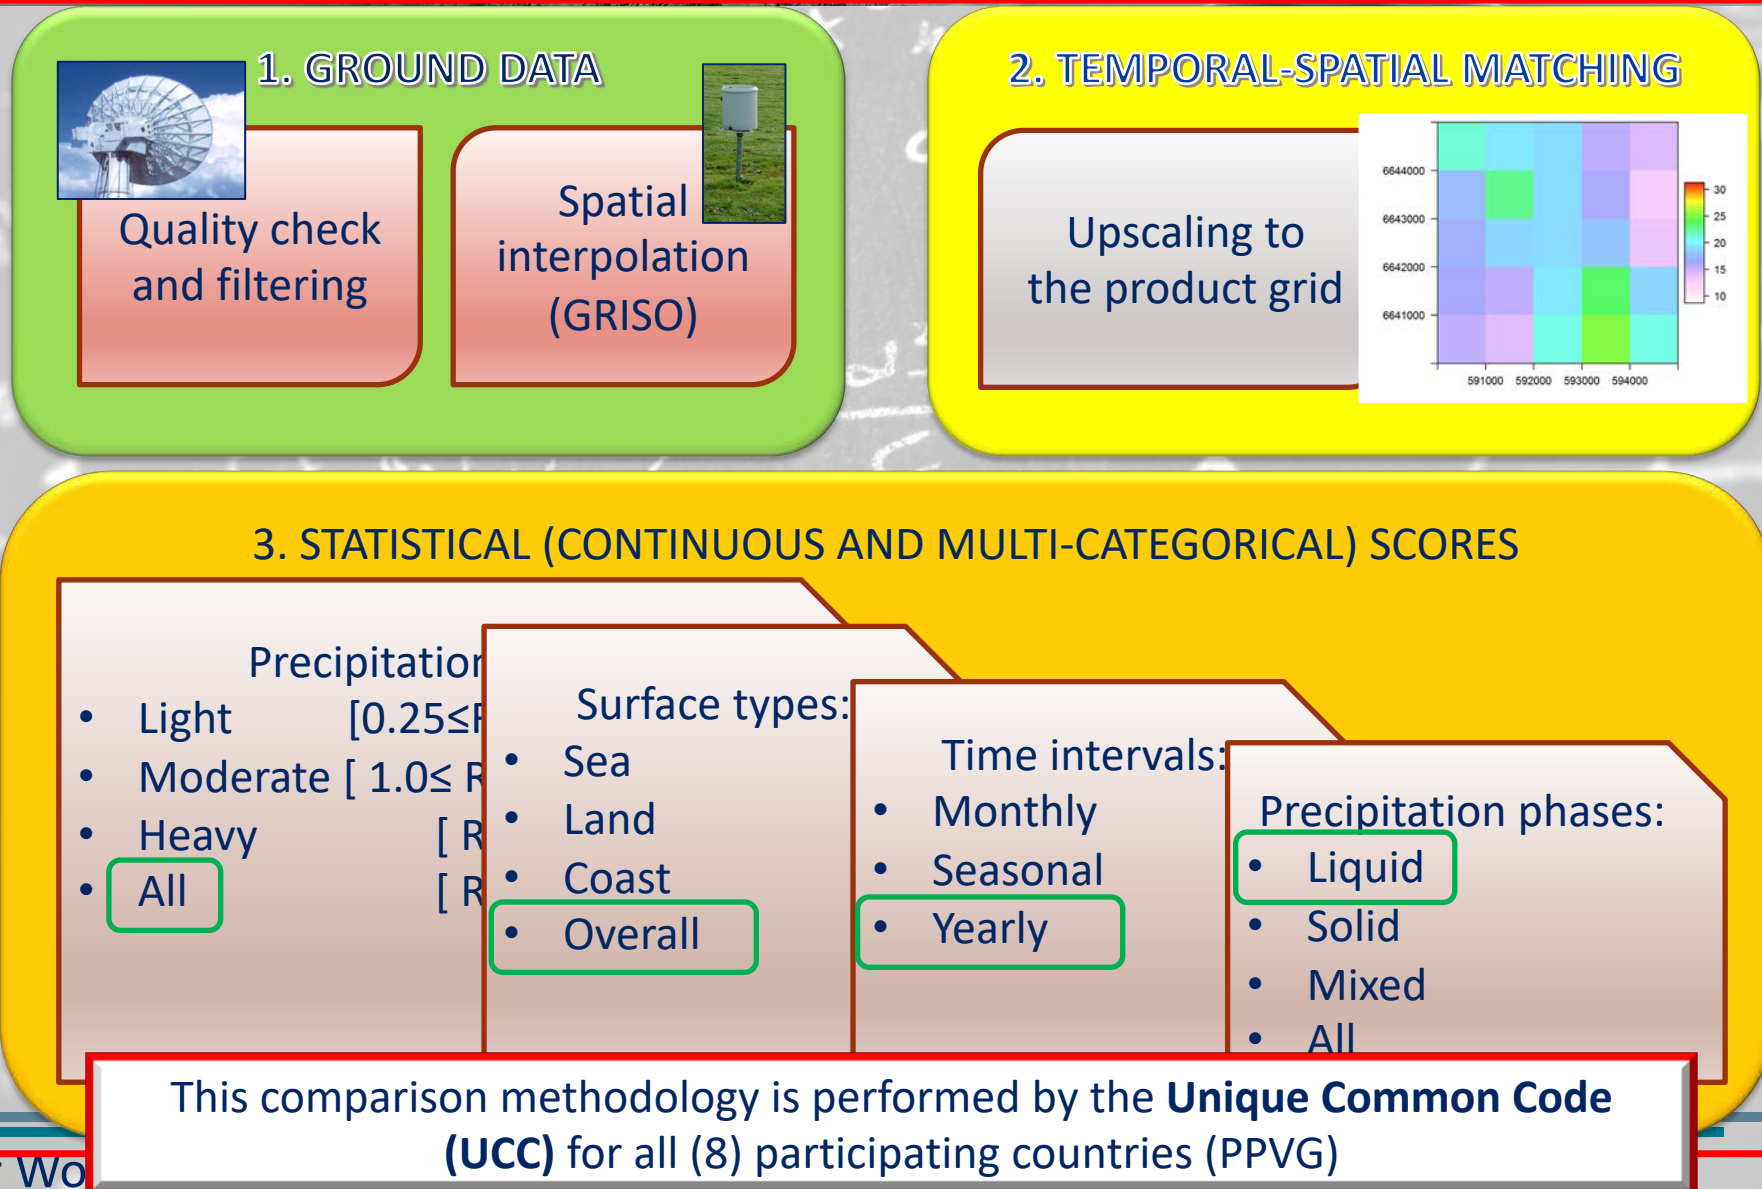 1. GROUND DATA
Quality check
and filtering
Spatial
interpolation
(GRISO)
2. TEMPORAL-SPATIAL MATCHING
Upscaling to
the product grid
6644000
6643000
6642000
6641000
591000 592000 593000 594000
30
25
20
15
10
3. STATISTICAL (CONTINUOUS AND MULTI-CATEGORICAL) SCORES
Precipitation
• Light [0.25≤
• Moderate [ 1.0≤ R
• Heavy [ R
• All [ R
Surface types:
• Sea
• Land
• Coast
• Overall
Time intervals:
• Monthly
• Seasonal
• Yearly
Precipitation phases:
• Liquid
• Solid
• Mixed
• All
This comparison methodology is performed by the Unique Common Code
(UCC) for all (8) participating countries (PPVG)
Wo